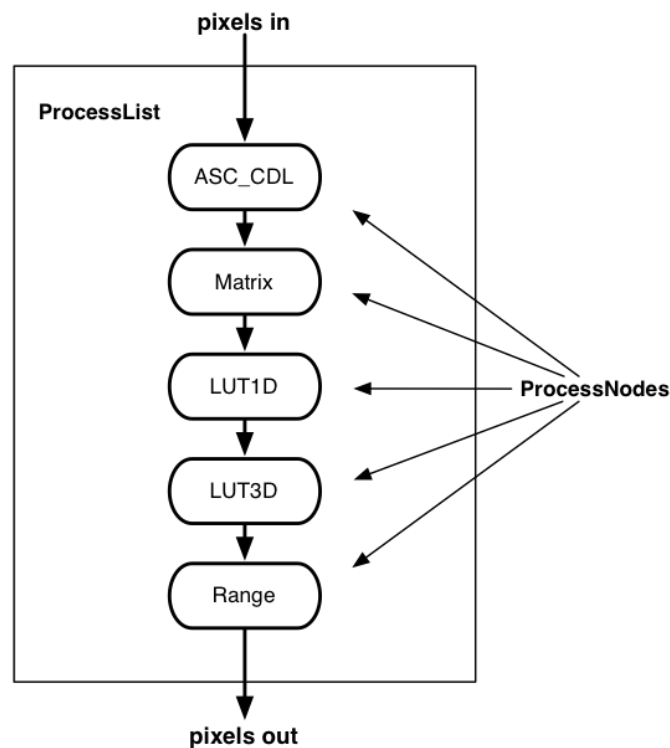 pixels in
ProcessList
ASC_CDL
Matrix
LUT1D
ProcessNodes
LUT3D
Range
pixels out